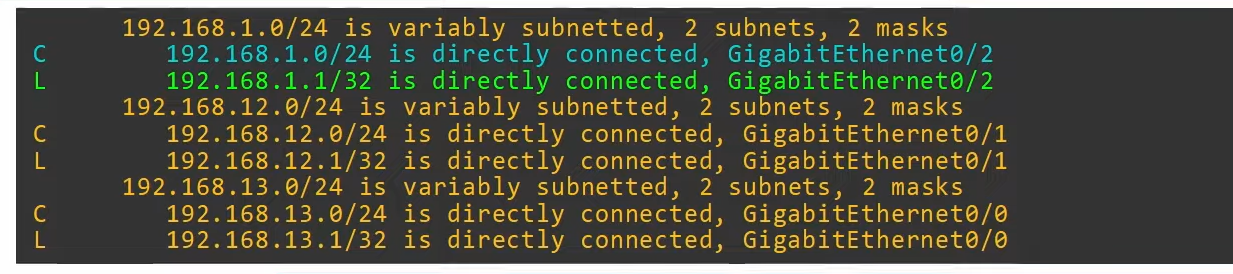 192.168.1.0/24 is variably subnetted, 2 subnets, 2 masks
C 192.168.1.0/24 is directly connected, GigabitEthernet0/2
L 192.168.1.1/32 is directly connected, GigabitEthernet0/2
192.168.12.0/24 is variably subnetted, 2 subnets, 2 masks
C 192.168.12.0/24 is directly connected, GigabitEthernet0/1
L 192.168.12.1/32 is directly connected, GigabitEthernet0/1
192.168.13.0/24 is variably subnetted, 2 subnets, 2 masks
C 192.168.13.0/24 is directly connected, GigabitEthernet0/0
L 192.168.13.1/32 is directly connected, GigabitEthernet0/0